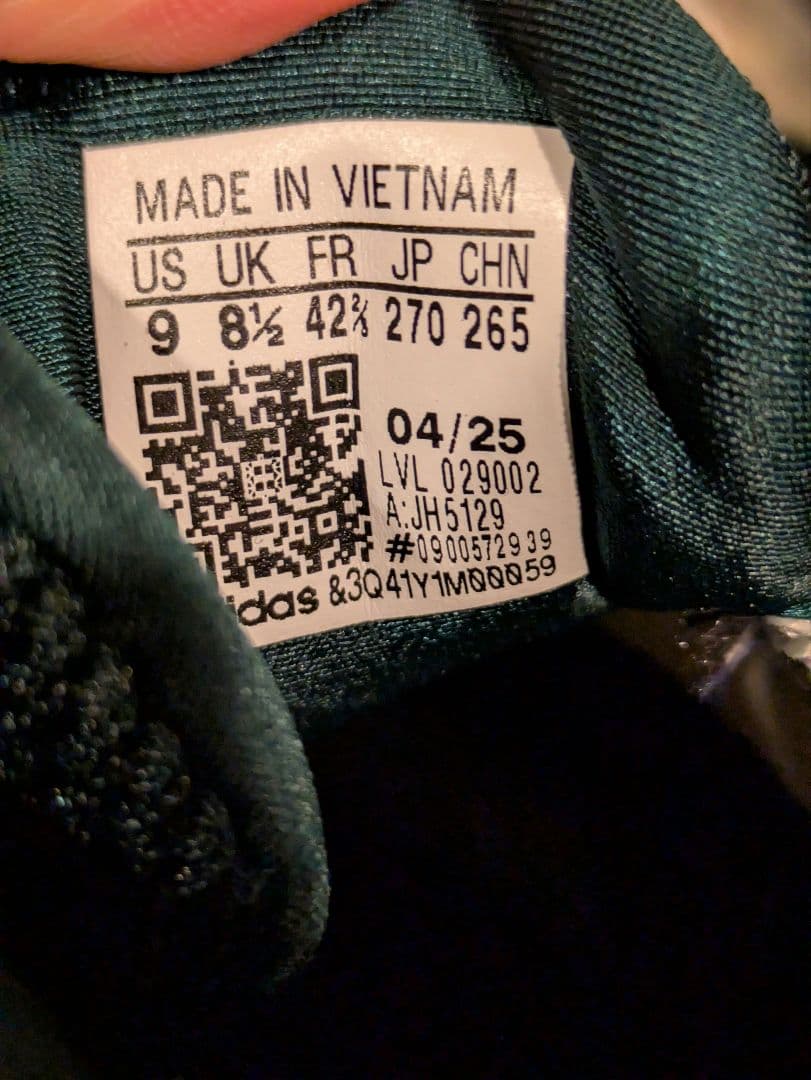 MADE IN VIETNAM
US UK FR JP CHN
9 8½ 42⅔ 270 265
04/25
LVL 029002
A:JH5129
#0900572939
&3Q41Y1M00059